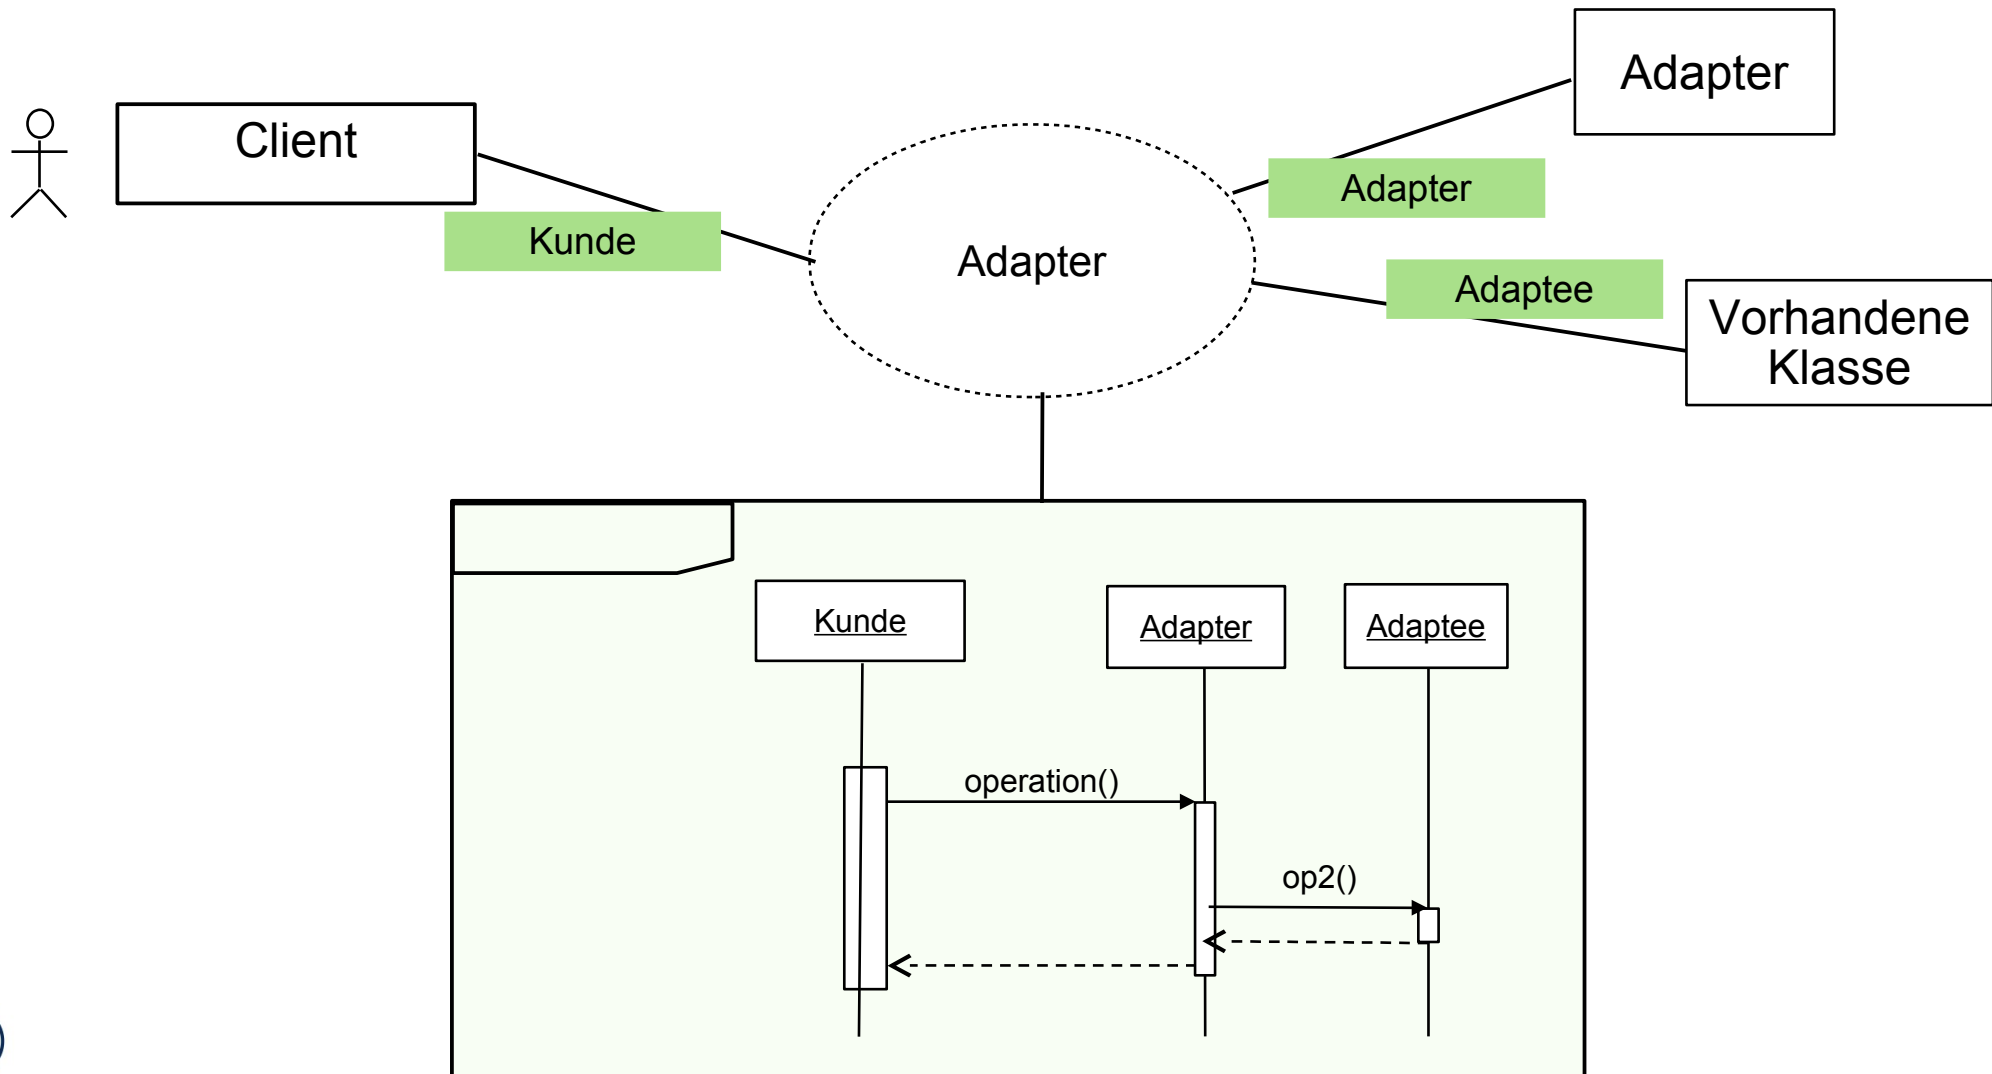 Adapter
Client
Adapter
Kunde
Adapter
Adaptee
Vorhandene
Klasse
Kunde
Adapter
Adaptee
operation()
op2()